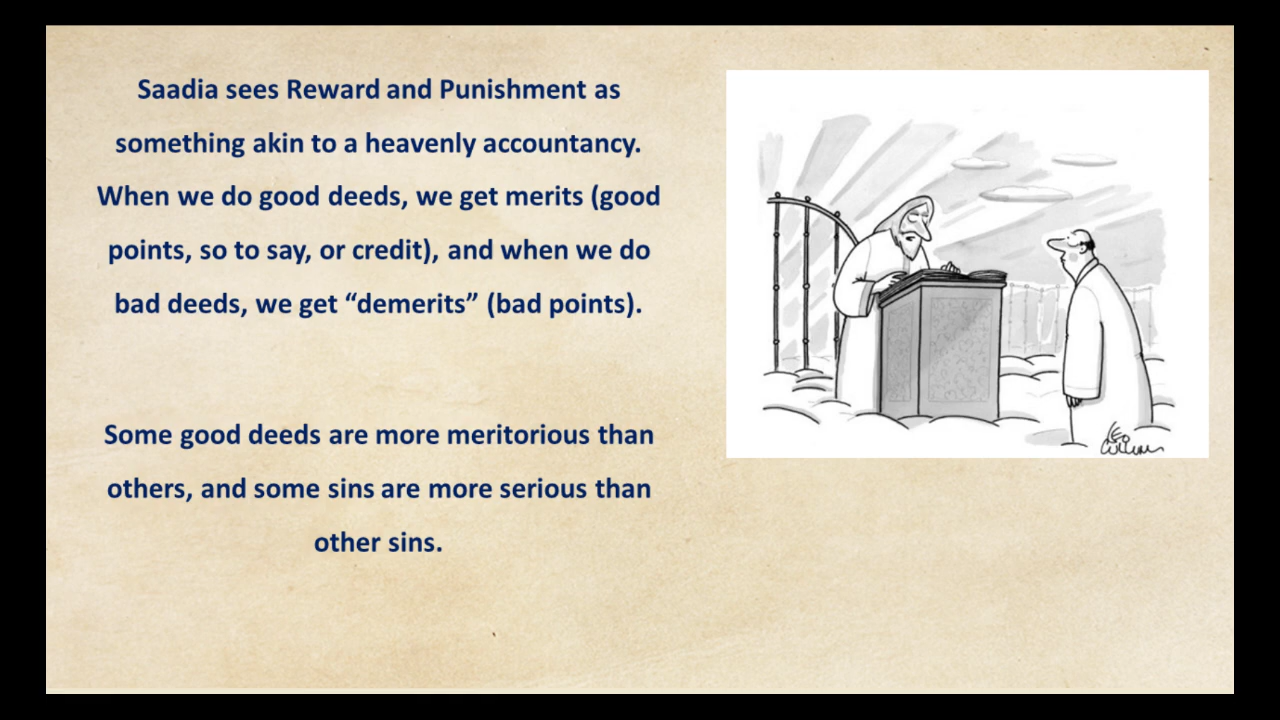 Saadia sees Reward and Punishment as
something akin to a heavenly accountancy.
When we do good deeds, we get merits (good
points, so to say, or credit), and when we do
bad deeds, we get “demerits” (bad points).
Some good deeds are more meritorious than
others, and some sins are more serious than
other sins.
LEO
CULLUM